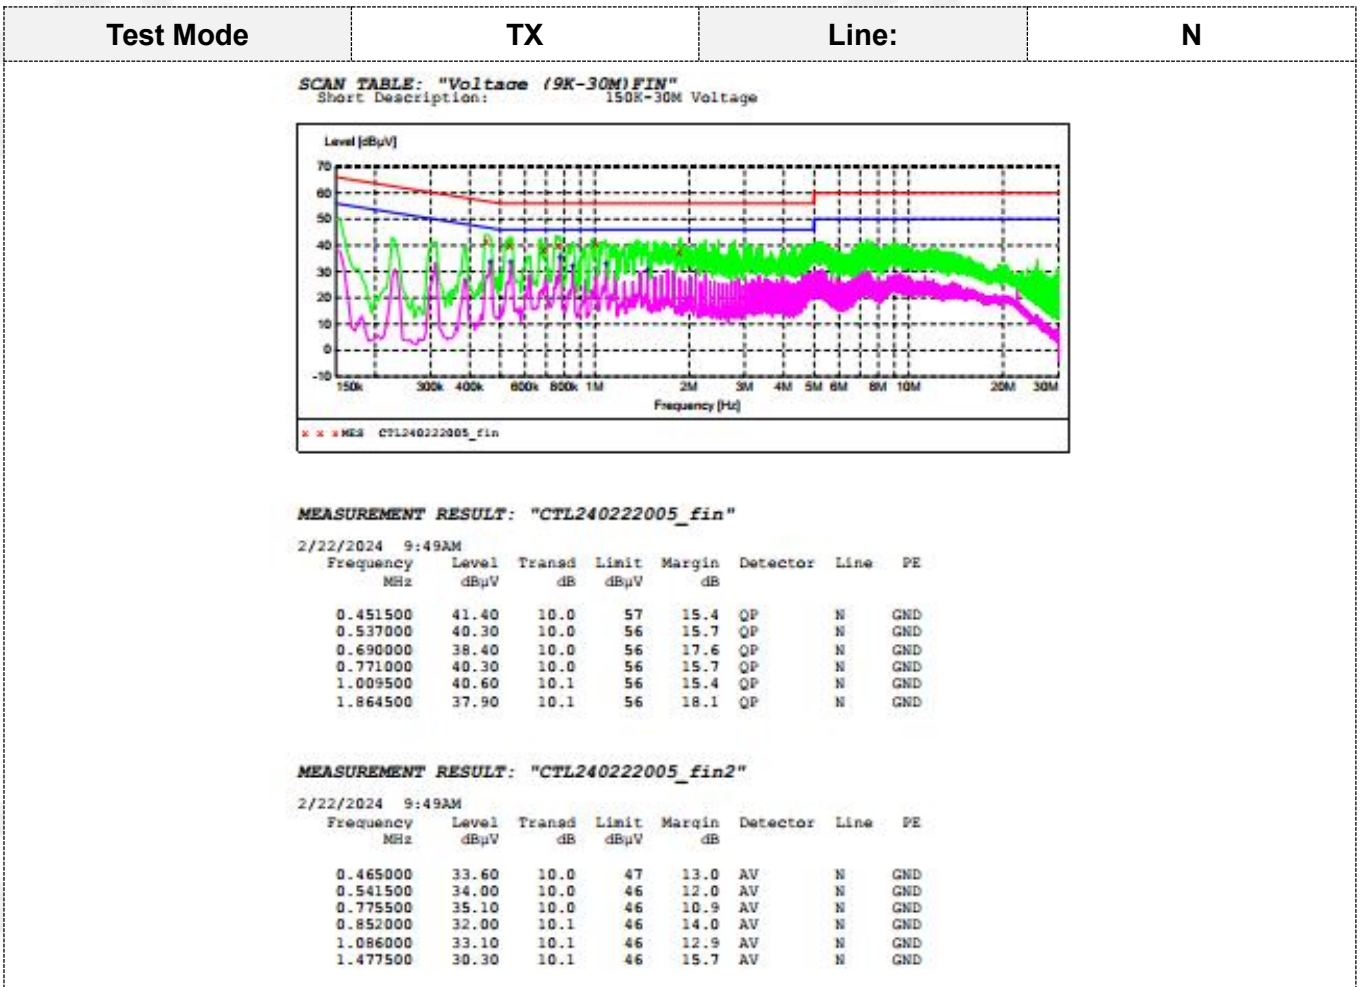 Test Mode TX Line: N
SCAN TABLE: "Voltage (9K-30M)FIN"
Short Description: 150K-30M Voltage
Level [dBµV]
70
60
50
40
30
20
10
0
-10
150k 300k 400k 600k 800k 1M 2M 3M 4M 5M 6M 8M 10M 20M 30M
Frequency [Hz]
x x x MES CTL240222005_fin
MEASUREMENT RESULT: "CTL240222005_fin"
2/22/2024 9:49AM
Frequency Level Transd Limit Margin Detector Line PE
MHz dBµV dB dBµV dB
0.451500 41.40 10.0 57 15.4 QP N GND
0.537000 40.30 10.0 56 15.7 QP N GND
0.690000 38.40 10.0 56 17.6 QP N GND
0.771000 40.30 10.0 56 15.7 QP N GND
1.009500 40.60 10.1 56 15.4 QP N GND
1.864500 37.90 10.1 56 18.1 QP N GND
MEASUREMENT RESULT: "CTL240222005_fin2"
2/22/2024 9:49AM
Frequency Level Transd Limit Margin Detector Line PE
MHz dBµV dB dBµV dB
0.465000 33.60 10.0 47 13.0 AV N GND
0.541500 34.00 10.0 46 12.0 AV N GND
0.775500 35.10 10.0 46 10.9 AV N GND
0.852000 32.00 10.1 46 14.0 AV N GND
1.086000 33.10 10.1 46 12.9 AV N GND
1.477500 30.30 10.1 46 15.7 AV N GND